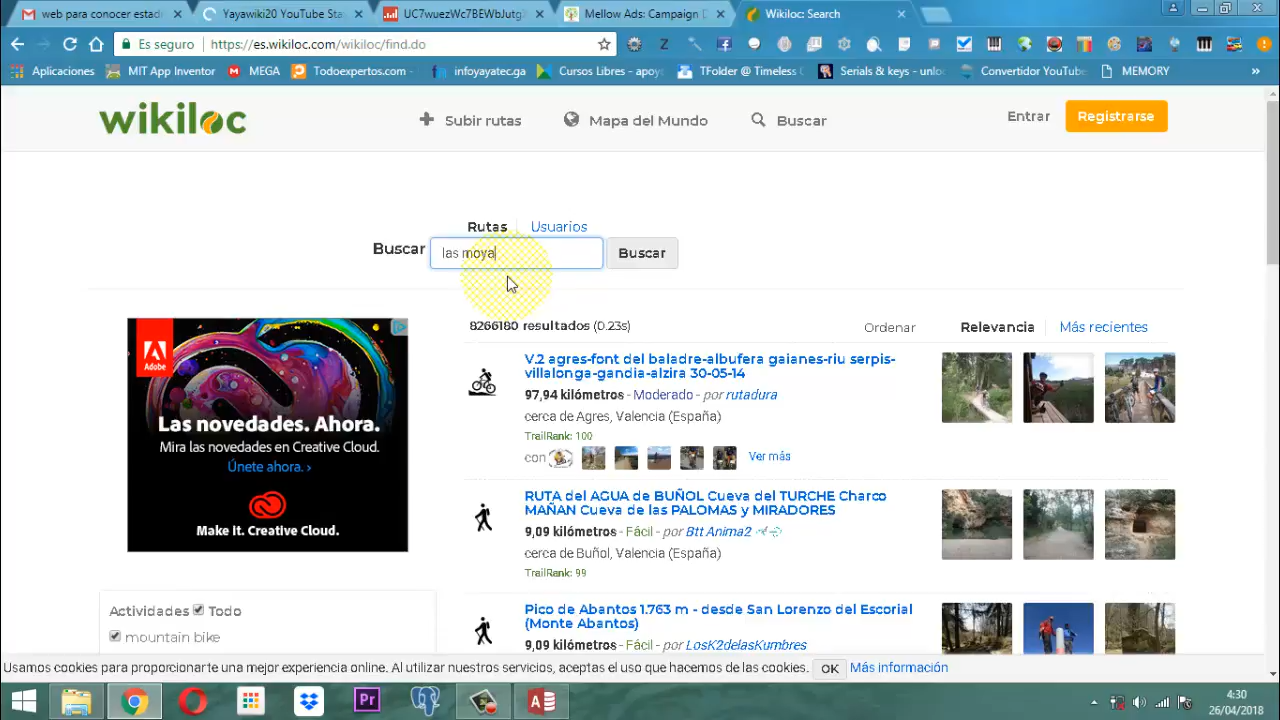 web para conocer estad
Yayawiki20 YouTube Sta
UC7wuezWc7BEWbJutg
Mellow Ads: Campaign D
Wikiloc: Search
Es seguro
https://es.wikiloc.com/wikiloc/find.do
Aplicaciones
MIT App Inventor
MEGA
Todoexpertos.com -
infoyayatec.ga
Cursos Libres - apoy
TFolder @ Timeless
Serials & keys - unlo
Convertidor YouTube
MEMORY
»
wikiloc
Subir rutas
Mapa del Mundo
Buscar
Entrar
Registrarse
Rutas
Usuarios
Buscar
las moya
Buscar
8266180 resultados (0.23s)
Ordenar
Relevancia
Más recientes
Adobe
Las novedades. Ahora.
Mira las novedades en Creative Cloud.
Únete ahora. ›
Make it. Creative Cloud.
V.2 agres-font del baladre-albufera gaianes-riu serpis-
villalonga-gandia-alzira 30-05-14
97,94 kilómetros - Moderado - por rutadura
cerca de Agres, Valencia (España)
TrailRank: 100
con
Ver más
RUTA del AGUA de BUÑOL Cueva del TURCHE Charco
MAÑAN Cueva de las PALOMAS y MIRADORES
9,09 kilómetros - Fácil - por Btt Anima2
cerca de Buñol, Valencia (España)
TrailRank: 99
Pico de Abantos 1.763 m - desde San Lorenzo del Escorial
(Monte Abantos)
9,09 kilómetros - Fácil - por LosK2delasKumbres
Actividades
Todo
mountain bike
Usamos cookies para proporcionarte una mejor experiencia online. Al utilizar nuestros servicios, aceptas el uso que hacemos de las cookies.
OK
Más información
Pr
4:30
26/04/2018